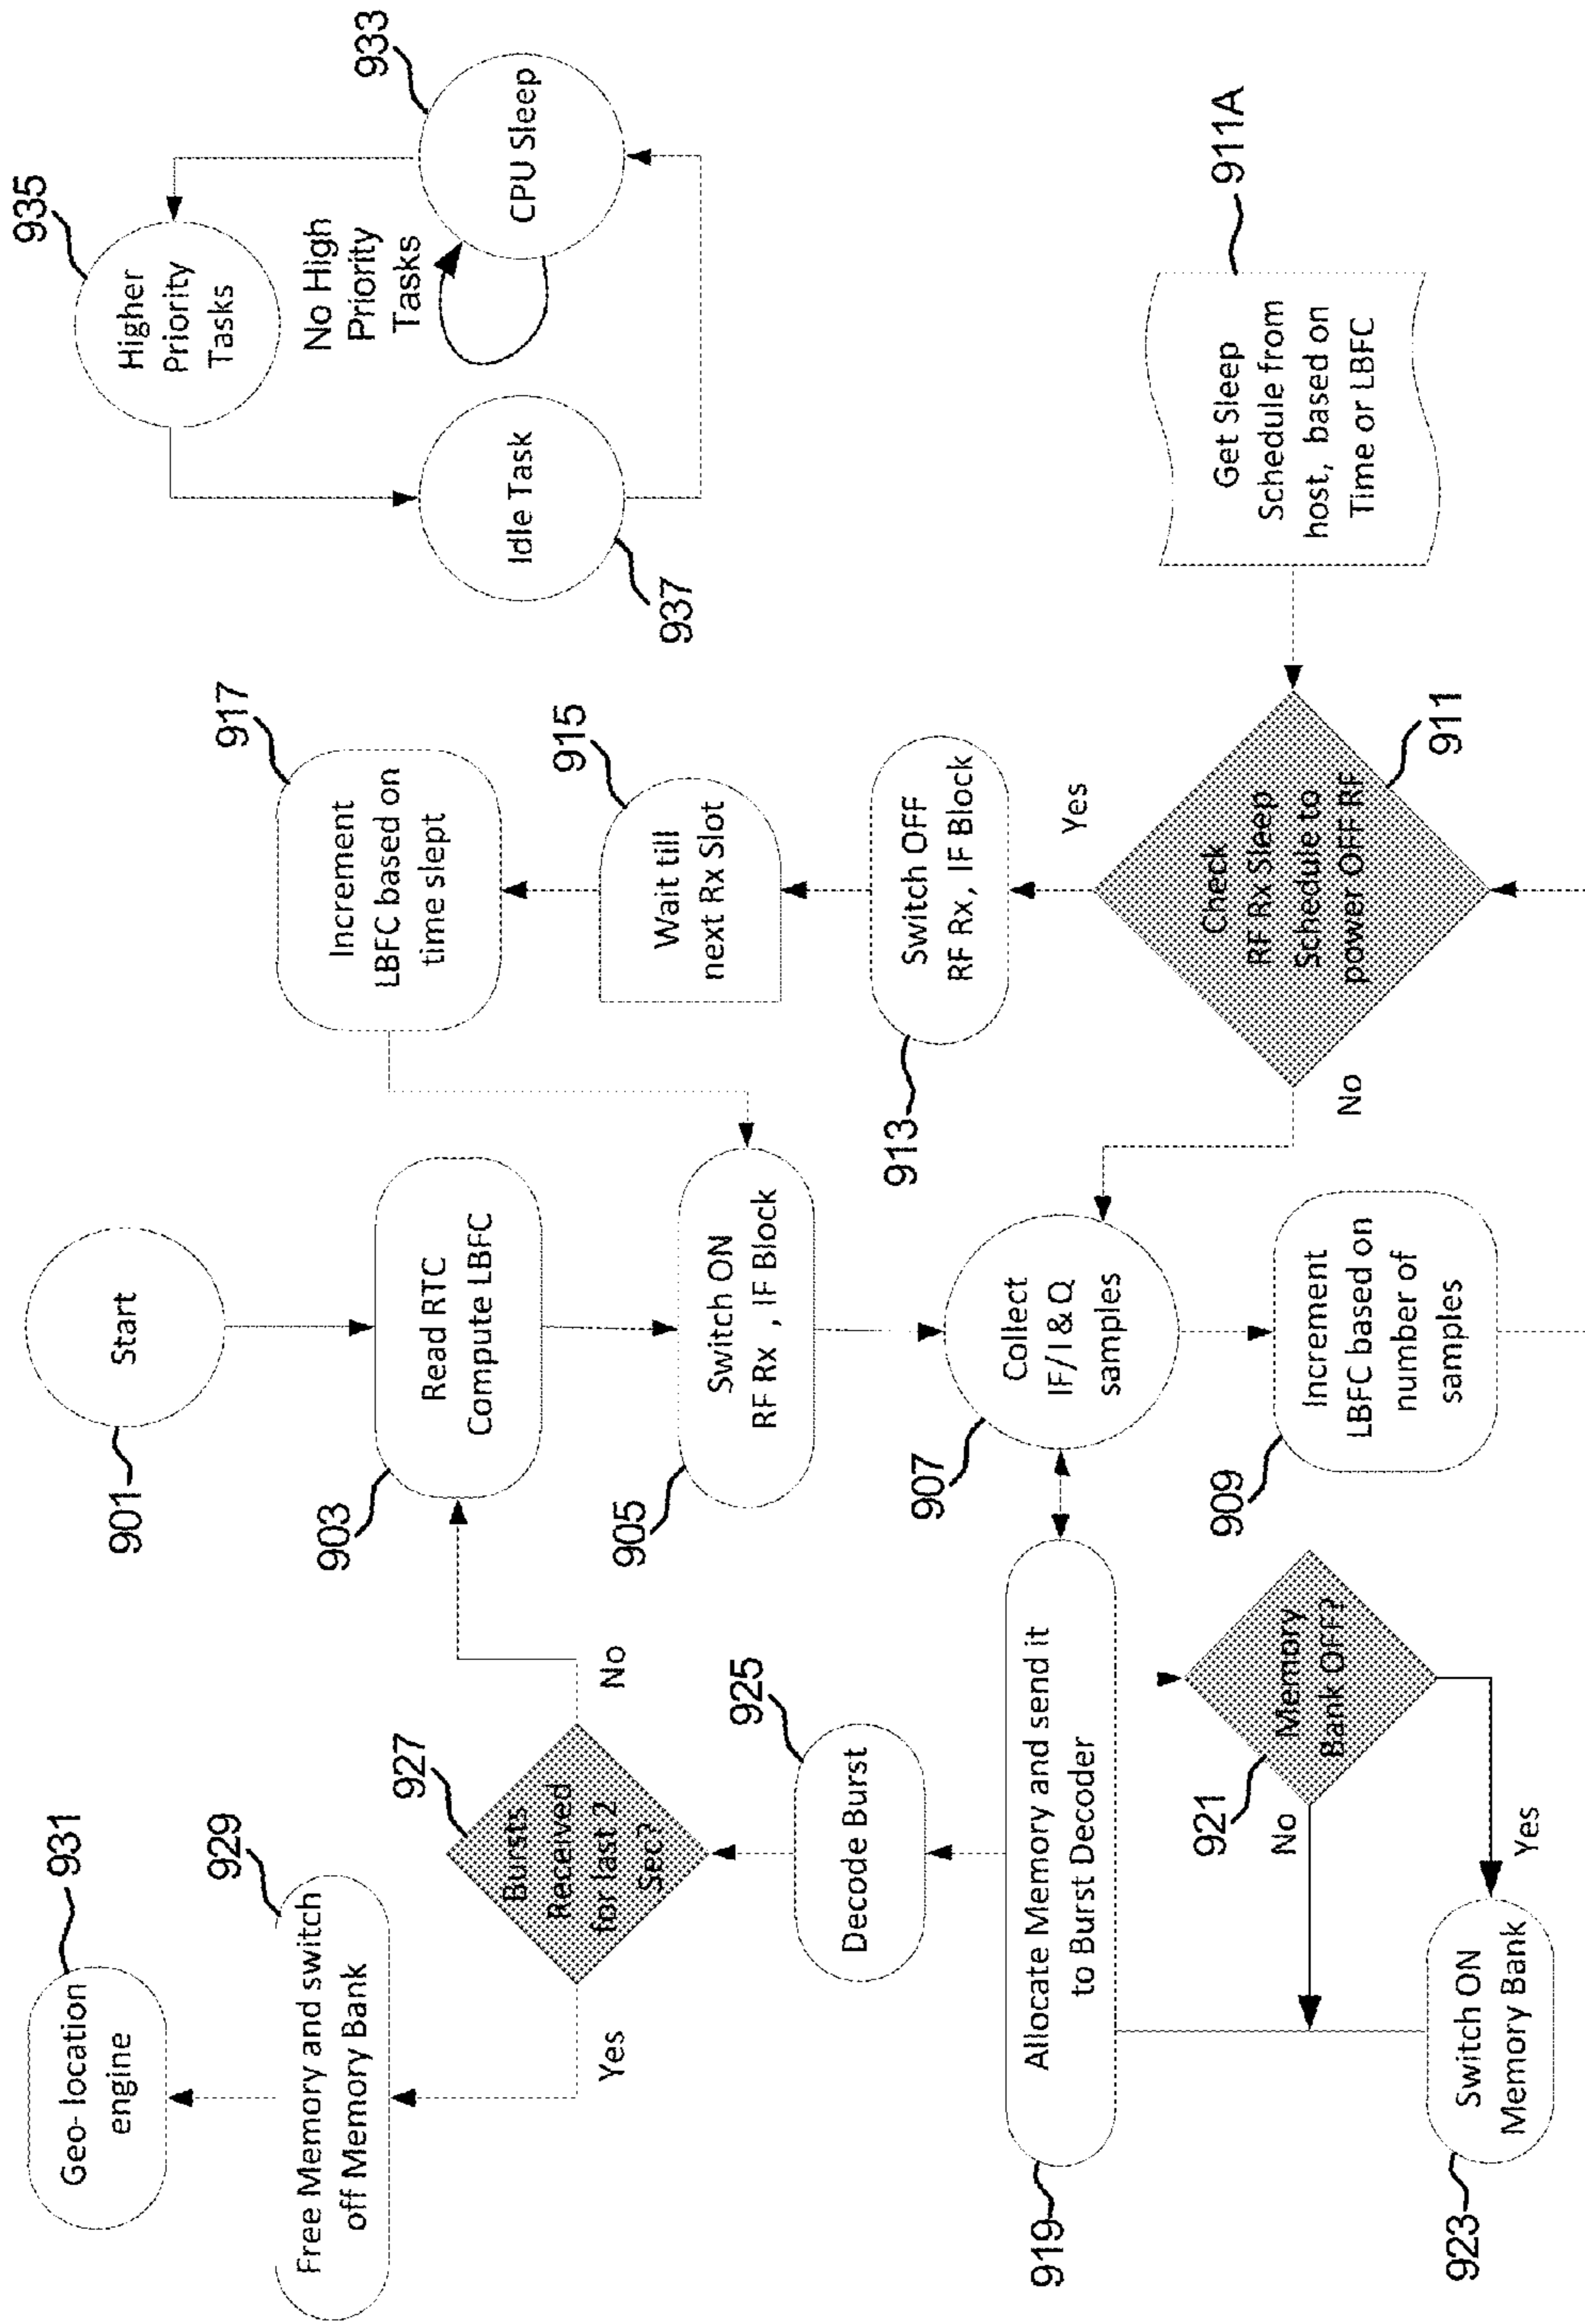 Start
901
Read RTC
Compute LBFC
903
Switch ON
RF Rx , IF Block
905
Collect
IF/I & Q
samples
907
Increment
LBFC based on
number of
samples
909
Check
RF Rx Sleep
Schedule to
power OFF RF
911
Yes
No
Get Sleep
Schedule from
host, based on
Time or LBFC
911A
Switch OFF
RF Rx , IF Block
913
Wait till
next Rx Slot
915
Increment
LBFC based on
time slept
917
Allocate Memory and send it
to Burst Decoder
919
Memory
Bank OFF?
921
No
Yes
Switch ON
Memory Bank
923
Decode Burst
925
Bursts
Received
for last 2
Sec?
927
No
Yes
Free Memory and switch
off Memory Bank
929
Geo- location
engine
931
CPU Sleep
933
Higher
Priority
Tasks
935
No High
Priority
Tasks
Idle Task
937